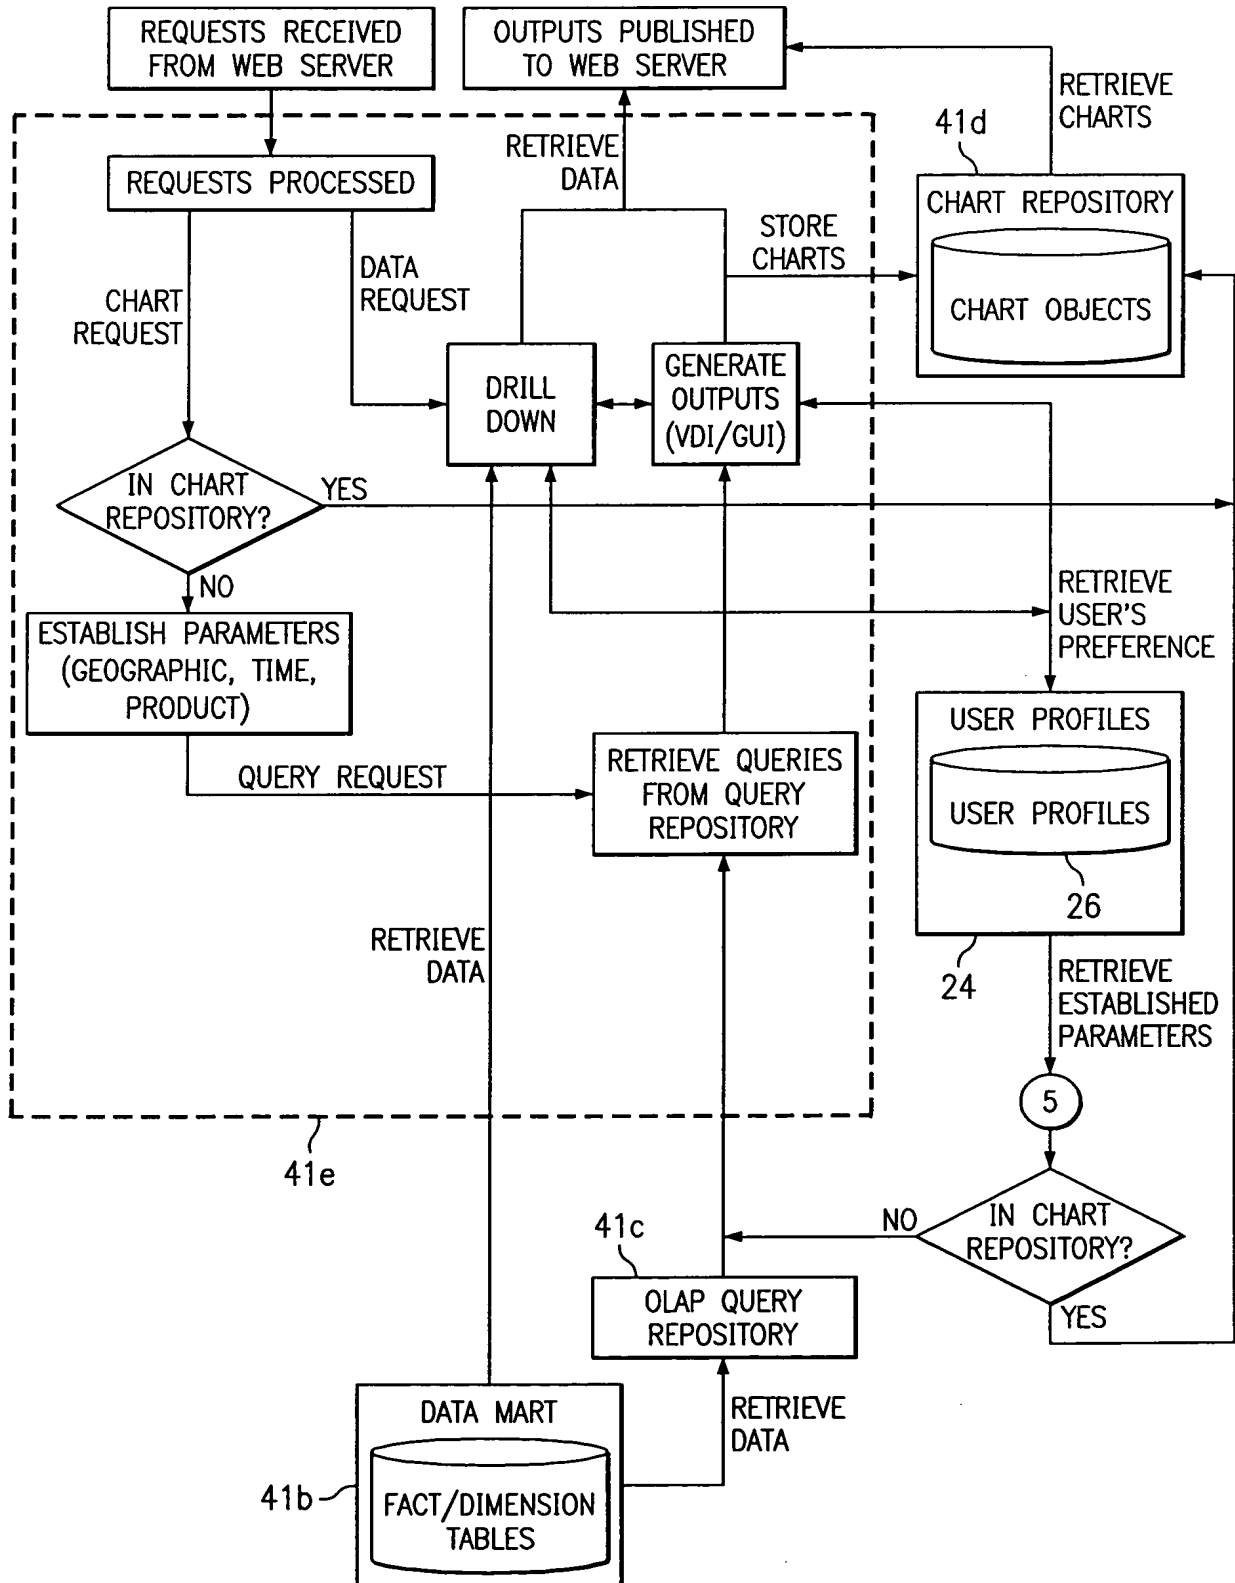 REQUESTS RECEIVED
FROM WEB SERVER
OUTPUTS PUBLISHED
TO WEB SERVER
RETRIEVE
CHARTS
41d
RETRIEVE
DATA
REQUESTS PROCESSED
CHART REPOSITORY
CHART OBJECTS
STORE
CHARTS
DATA
REQUEST
CHART
REQUEST
DRILL
DOWN
GENERATE
OUTPUTS
(VDI/GUI)
IN CHART
REPOSITORY?
YES
NO
RETRIEVE
USER'S
PREFERENCE
ESTABLISH PARAMETERS
(GEOGRAPHIC, TIME,
PRODUCT)
QUERY REQUEST
RETRIEVE QUERIES
FROM QUERY
REPOSITORY
USER PROFILES
USER PROFILES
26
24
RETRIEVE
DATA
RETRIEVE
ESTABLISHED
PARAMETERS
5
41e
IN CHART
REPOSITORY?
NO
YES
41c
OLAP QUERY
REPOSITORY
RETRIEVE
DATA
DATA MART
FACT/DIMENSION
TABLES
41b